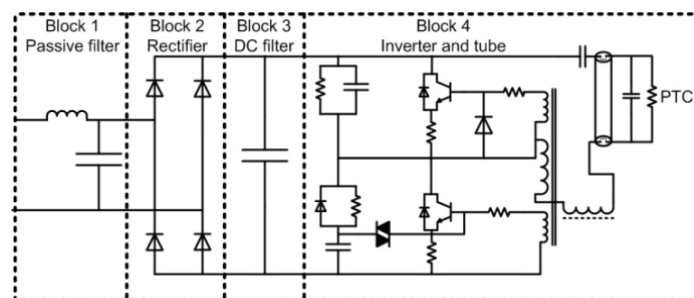 Block 1
Passive filter
Block 2
Rectifier
Block 3
DC filter
Block 4
Inverter and tube
PTC